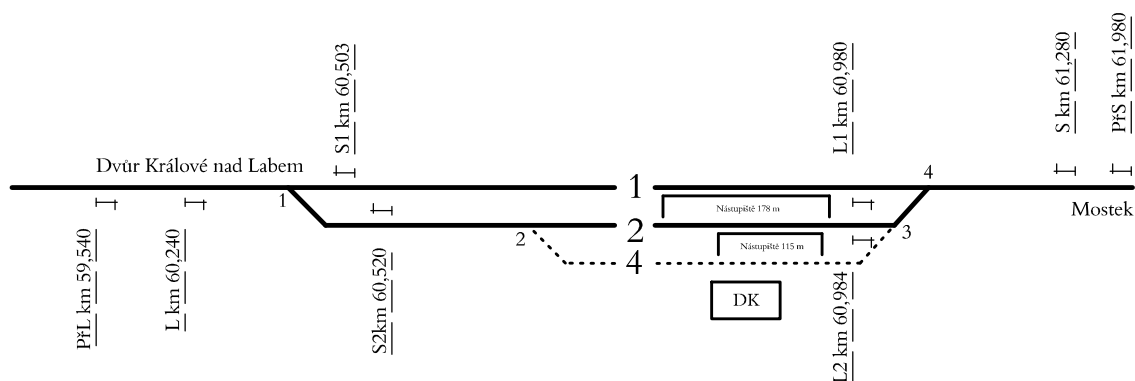 S1 km 60,503
L1 km 60,980
S km 61,280
PřS km 61,980
Dvůr Králové nad Labem
4
1
1
Nástupiště 178 m
Mostek
2
2
3
Nástupiště 115 m
4
PřL km 59,540
L km 60,240
S2km 60,520
DK
L2 km 60,984